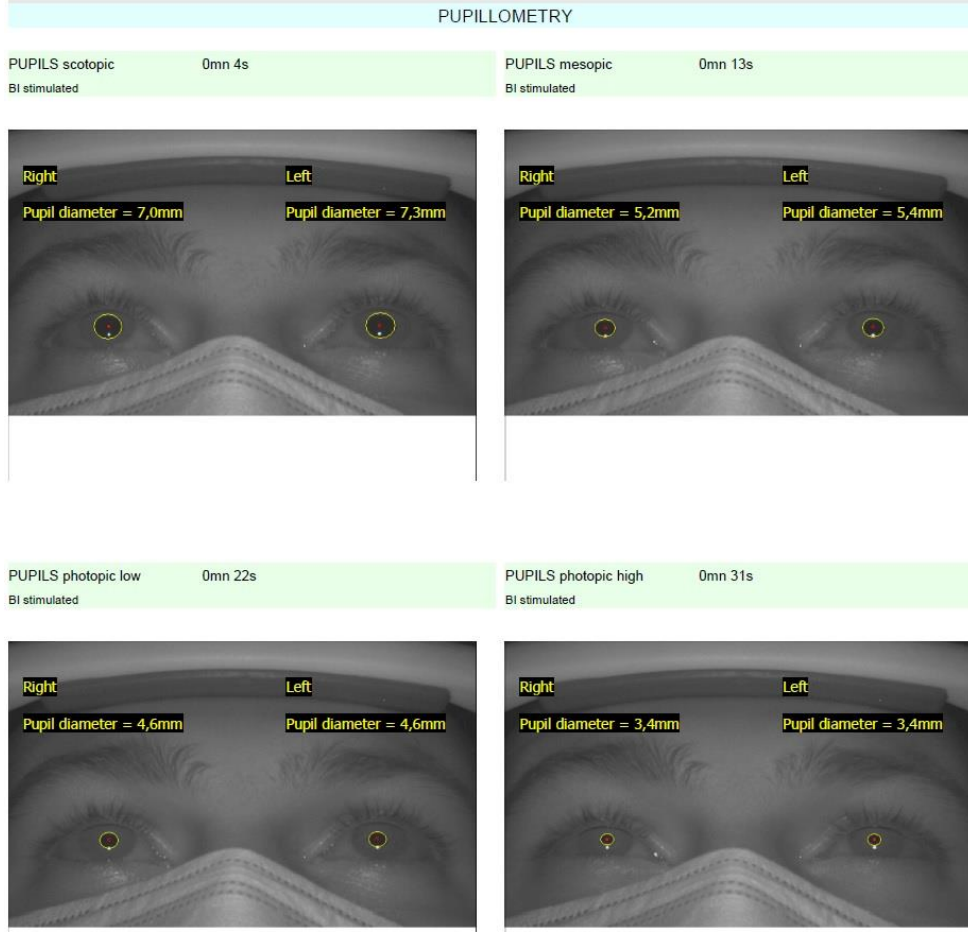 PUPILLOMETRY
PUPILS scotopic 0mn 4s
BI stimulated
Right Left
Pupil diameter = 7,0mm Pupil diameter = 7,3mm
PUPILS mesopic 0mn 13s
BI stimulated
Right Left
Pupil diameter = 5,2mm Pupil diameter = 5,4mm
PUPILS photopic low 0mn 22s
BI stimulated
Right Left
Pupil diameter = 4,6mm Pupil diameter = 4,6mm
PUPILS photopic high 0mn 31s
BI stimulated
Right Left
Pupil diameter = 3,4mm Pupil diameter = 3,4mm